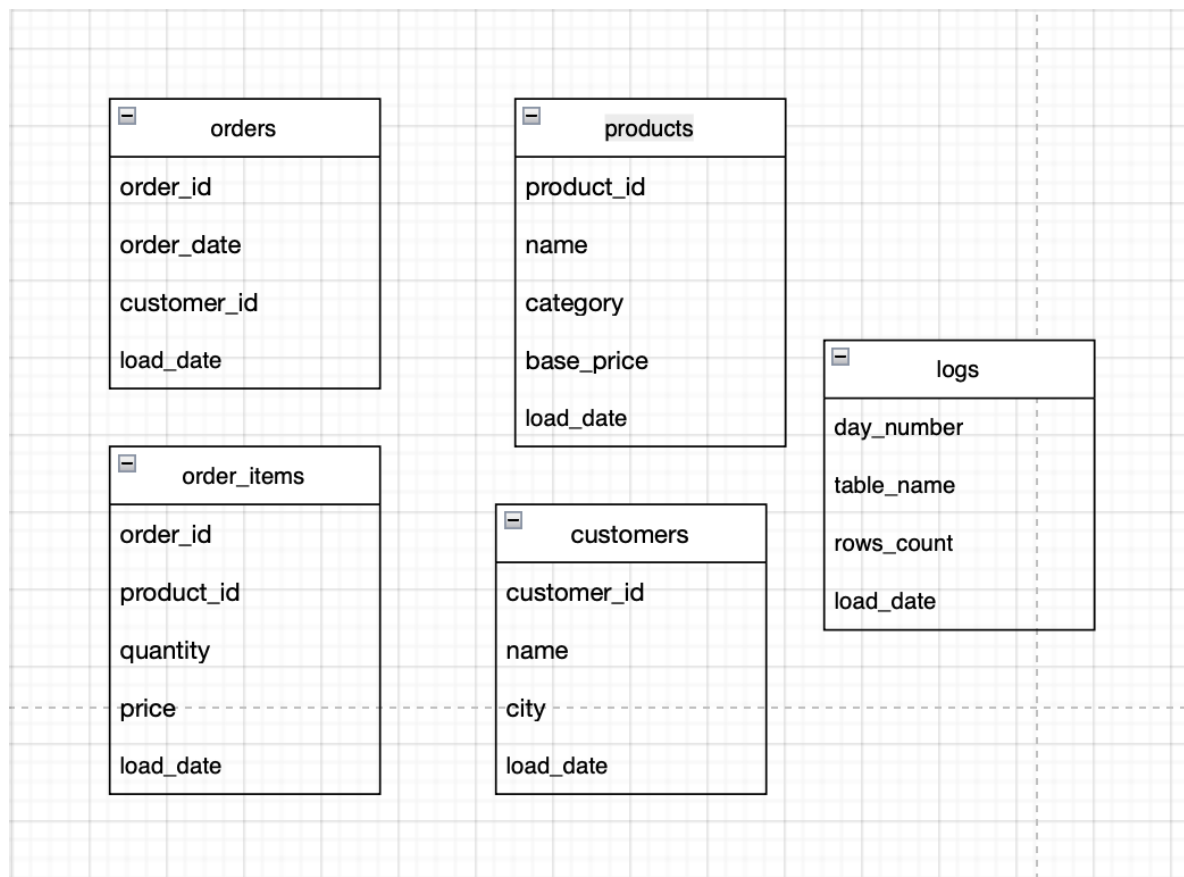 orders
order_id
order_date
customer_id
load_date
products
product_id
name
category
base_price
load_date
logs
day_number
table_name
rows_count
load_date
order_items
order_id
product_id
quantity
price
load_date
customers
customer_id
name
city
load_date